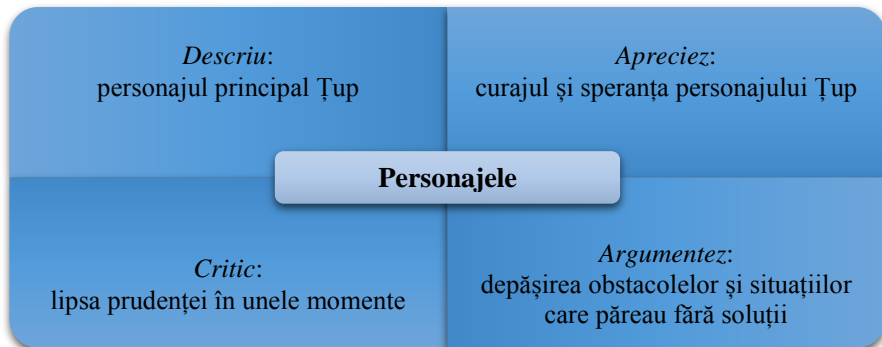 Descriu:
personajul principal Țup
Apreciez:
curajul și speranța personajului Țup
Personajele
Critic:
lipsa prudenței în unele momente
Argumentez:
depășirea obstacolelor și situațiilor
care păreau fără soluții